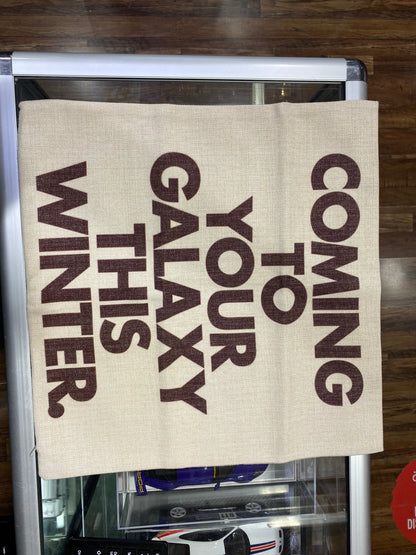 COMING
TO
YOUR
GALAXY
THIS
WINTER.